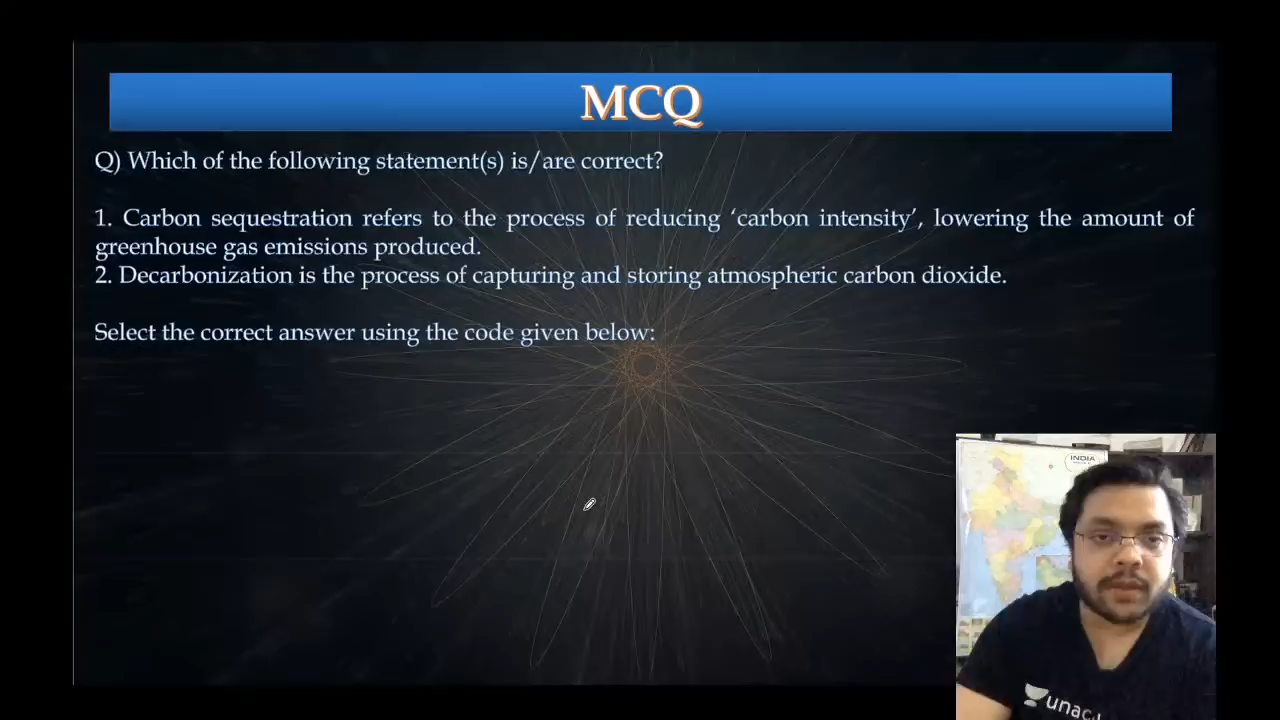 MCQ
Q) Which of the following statement(s) is/are correct?
1. Carbon sequestration refers to the process of reducing ‘carbon intensity’, lowering the amount of
greenhouse gas emissions produced.
2. Decarbonization is the process of capturing and storing atmospheric carbon dioxide.
Select the correct answer using the code given below:
INDIA